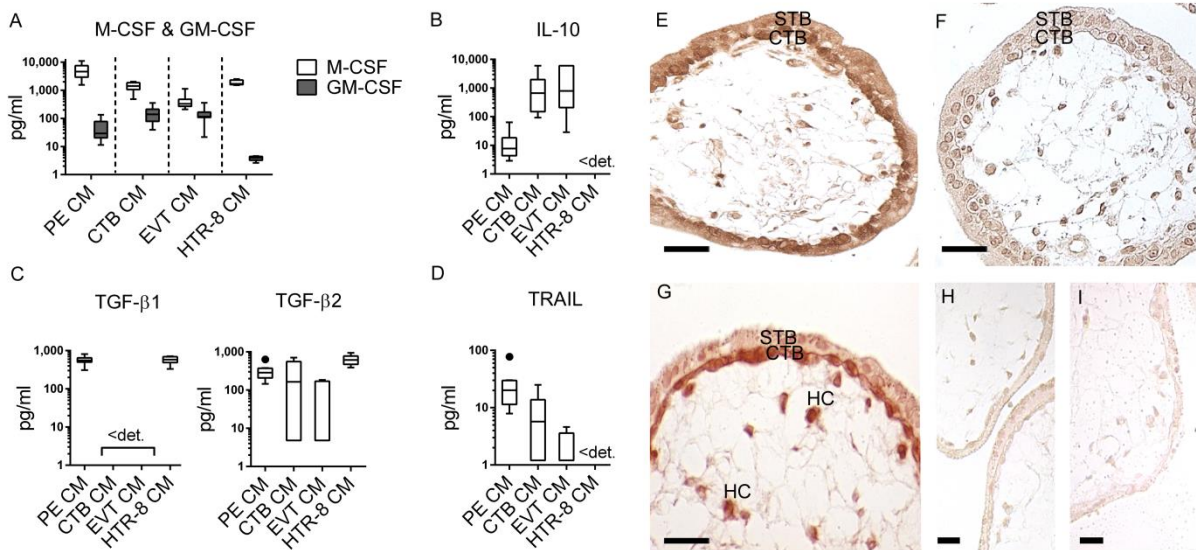 A
M-CSF & GM-CSF
10,000
1,000
100
10
1
pg/ml
PE CM
CTB CM
EVT CM
HTR-8 CM
M-CSF
GM-CSF
B
IL-10
10,000
1,000
100
10
1
pg/ml
<det.
PE CM
CTB CM
EVT CM
HTR-8 CM
C
TGF-β1
1,000
100
10
1
pg/ml
<det.
PE CM
CTB CM
EVT CM
HTR-8 CM
TGF-β2
1,000
100
10
1
pg/ml
PE CM
CTB CM
EVT CM
HTR-8 CM
D
TRAIL
100
10
1
pg/ml
<det.
PE CM
CTB CM
EVT CM
HTR-8 CM
E
STB
CTB
F
STB
CTB
G
STB
CTB
HC
HC
H
I